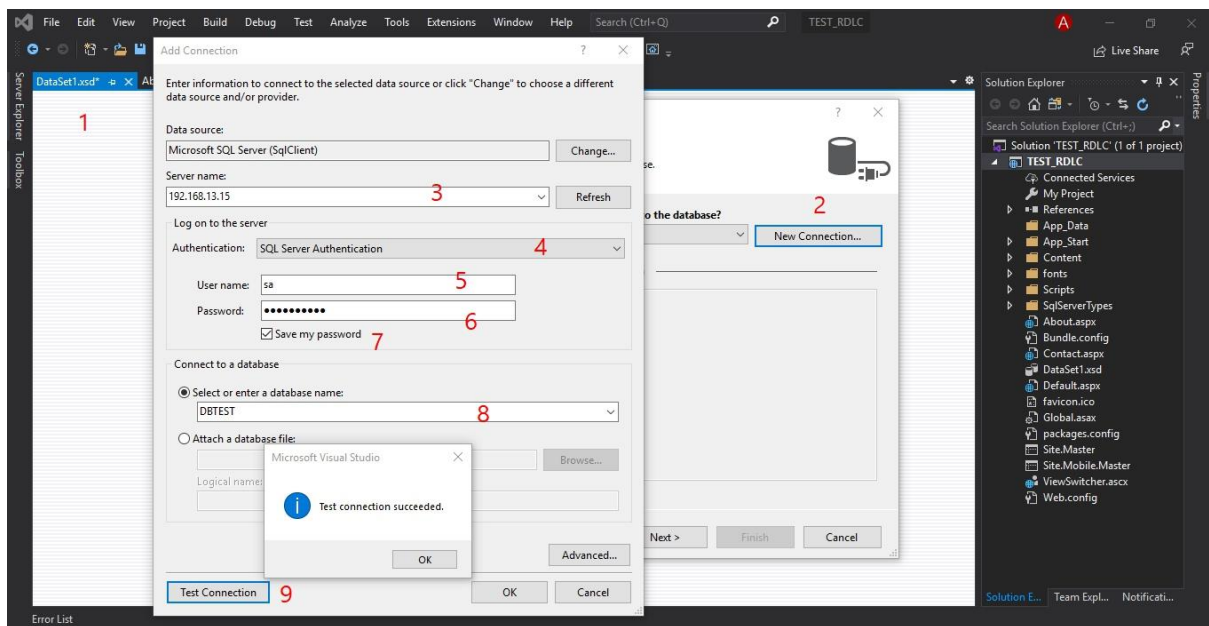 File Edit View Project Build Debug Test Analyze Tools Extensions Window Help Search (Ctrl+Q) TEST_RDLC A
Live Share
Server Explorer
Toolbox
DataSet1.xsd*
Ab
1
Add Connection ?
Enter information to connect to the selected data source or click "Change" to choose a different
data source and/or provider.
Data source:
Microsoft SQL Server (SqlClient) Change...
Server name:
192.168.13.15 3 Refresh
Log on to the server
Authentication: SQL Server Authentication 4
User name: sa 5
Password: ●●●●●●●●●● 6
Save my password 7
Connect to a database
Select or enter a database name:
DBTEST 8
Attach a database file:
Browse...
Logical name:
Microsoft Visual Studio
Test connection succeeded.
OK
Advanced...
Test Connection 9 OK Cancel
?
se.
o the database? 2
New Connection...
Next > Finish Cancel
Solution Explorer
Search Solution Explorer (Ctrl+;)
Solution 'TEST_RDLC' (1 of 1 project)
TEST_RDLC
Connected Services
My Project
References
App_Data
App_Start
Content
fonts
Scripts
SqlServerTypes
About.aspx
Bundle.config
Contact.aspx
DataSet1.xsd
Default.aspx
favicon.ico
Global.asax
packages.config
Site.Master
Site.Mobile.Master
ViewSwitcher.ascx
Web.config
Solution E... Team Expl... Notificati...
Properties
Error List